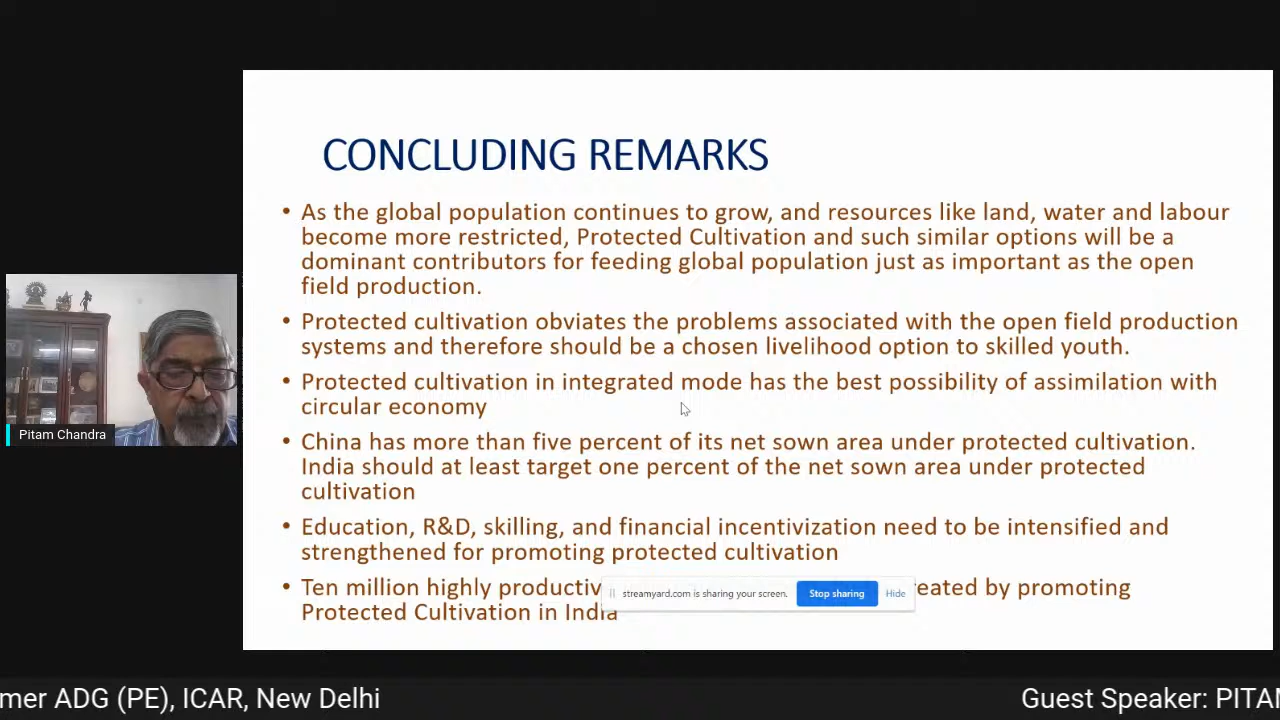 CONCLUDING REMARKS
• As the global population continues to grow, and resources like land, water and labour
become more restricted, Protected Cultivation and such similar options will be a
dominant contributors for feeding global population just as important as the open
field production.
• Protected cultivation obviates the problems associated with the open field production
systems and therefore should be a chosen livelihood option to skilled youth.
• Protected cultivation in integrated mode has the best possibility of assimilation with
circular economy
• China has more than five percent of its net sown area under protected cultivation.
India should at least target one percent of the net sown area under protected
cultivation
• Education, R&D, skilling, and financial incentivization need to be intensified and
strengthened for promoting protected cultivation
• Ten million highly productiv eated by promoting
Protected Cultivation in India
streamyard.com is sharing your screen. Stop sharing Hide
Pitam Chandra
mer ADG (PE), ICAR, New Delhi Guest Speaker: PITAM